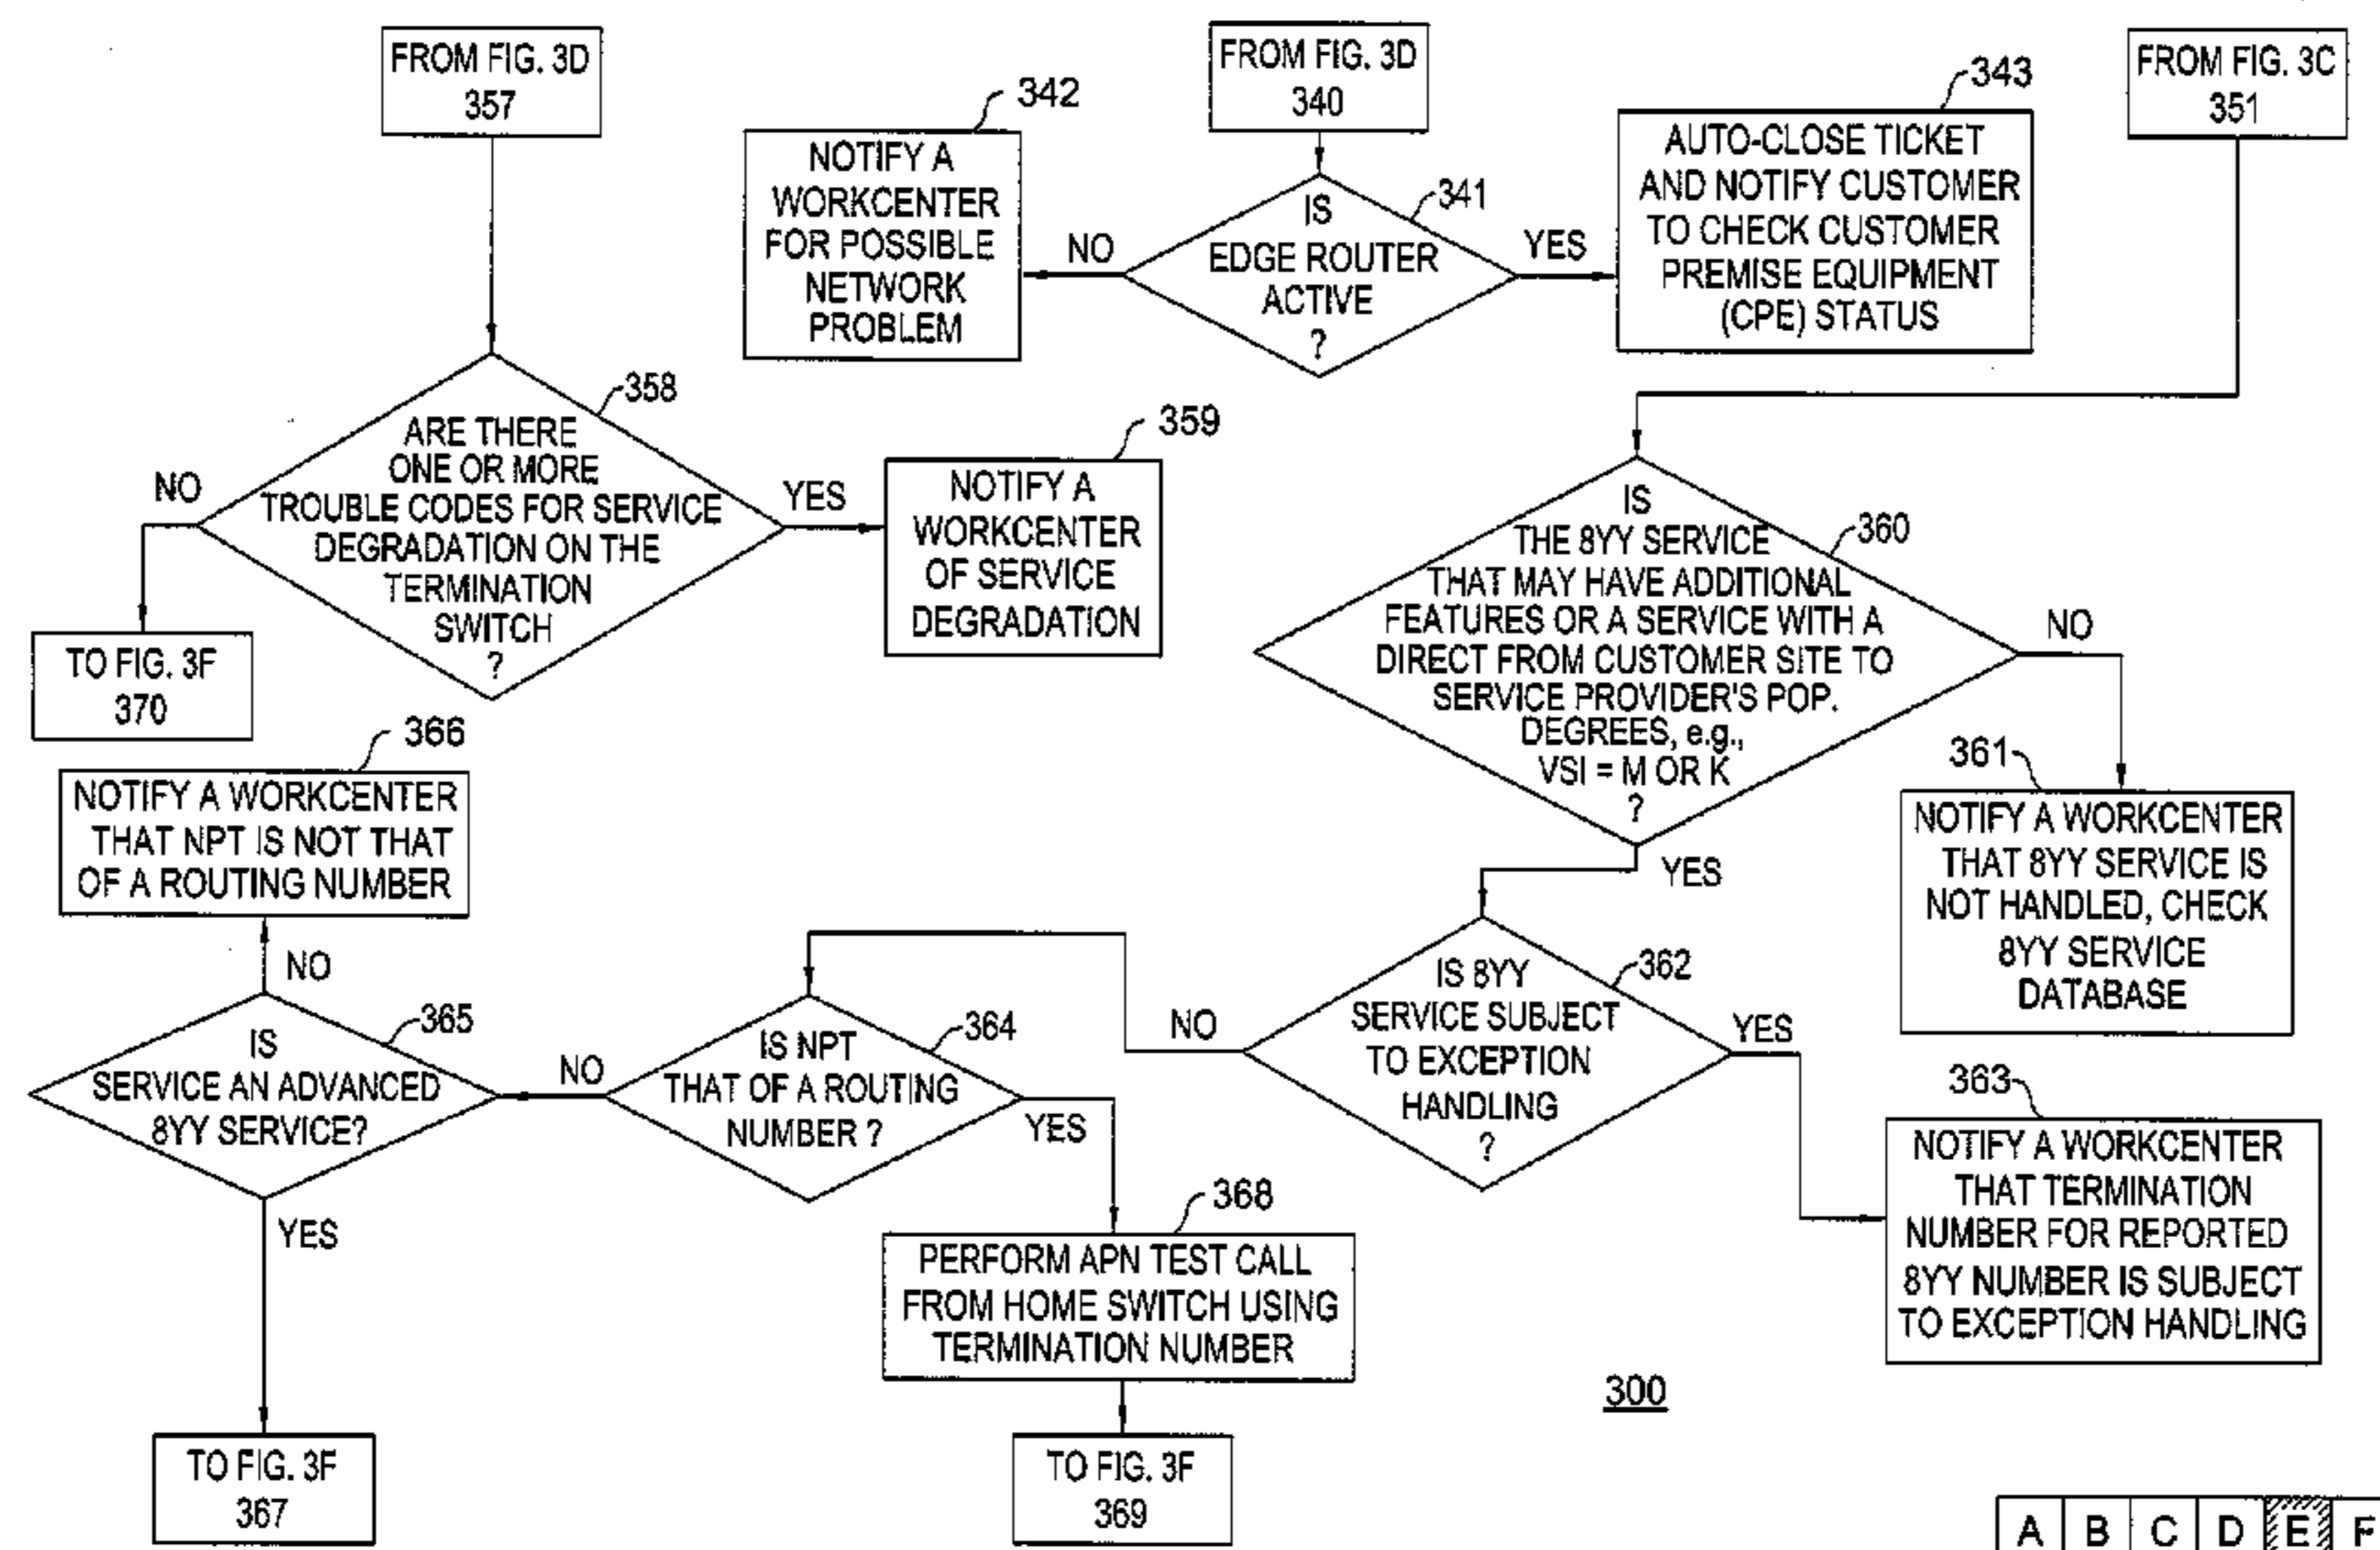 FROM FIG. 3D
357
FROM FIG. 3D
340
FROM FIG. 3C
351
342
NOTIFY A
WORKCENTER
FOR POSSIBLE
NETWORK
PROBLEM
NO
341
IS
EDGE ROUTER
ACTIVE
?
YES
343
AUTO-CLOSE TICKET
AND NOTIFY CUSTOMER
TO CHECK CUSTOMER
PREMISE EQUIPMENT
(CPE) STATUS
358
ARE THERE
ONE OR MORE
TROUBLE CODES FOR SERVICE
DEGRADATION ON THE
TERMINATION
SWITCH
?
NO
YES
359
NOTIFY A
WORKCENTER
OF SERVICE
DEGRADATION
TO FIG. 3F
370
360
IS
THE 8YY SERVICE
THAT MAY HAVE ADDITIONAL
FEATURES OR A SERVICE WITH A
DIRECT FROM CUSTOMER SITE TO
SERVICE PROVIDER'S POP.
DEGREES, e.g.,
VSI = M OR K
?
NO
YES
361
NOTIFY A WORKCENTER
THAT 8YY SERVICE IS
NOT HANDLED, CHECK
8YY SERVICE
DATABASE
366
NOTIFY A WORKCENTER
THAT NPT IS NOT THAT
OF A ROUTING NUMBER
NO
365
IS
SERVICE AN ADVANCED
8YY SERVICE?
YES
NO
364
IS NPT
THAT OF A ROUTING
NUMBER ?
YES
NO
362
IS 8YY
SERVICE SUBJECT
TO EXCEPTION
HANDLING
?
YES
363
NOTIFY A WORKCENTER
THAT TERMINATION
NUMBER FOR REPORTED
8YY NUMBER IS SUBJECT
TO EXCEPTION HANDLING
368
PERFORM APN TEST CALL
FROM HOME SWITCH USING
TERMINATION NUMBER
300
TO FIG. 3F
367
TO FIG. 3F
369
A B C D E F